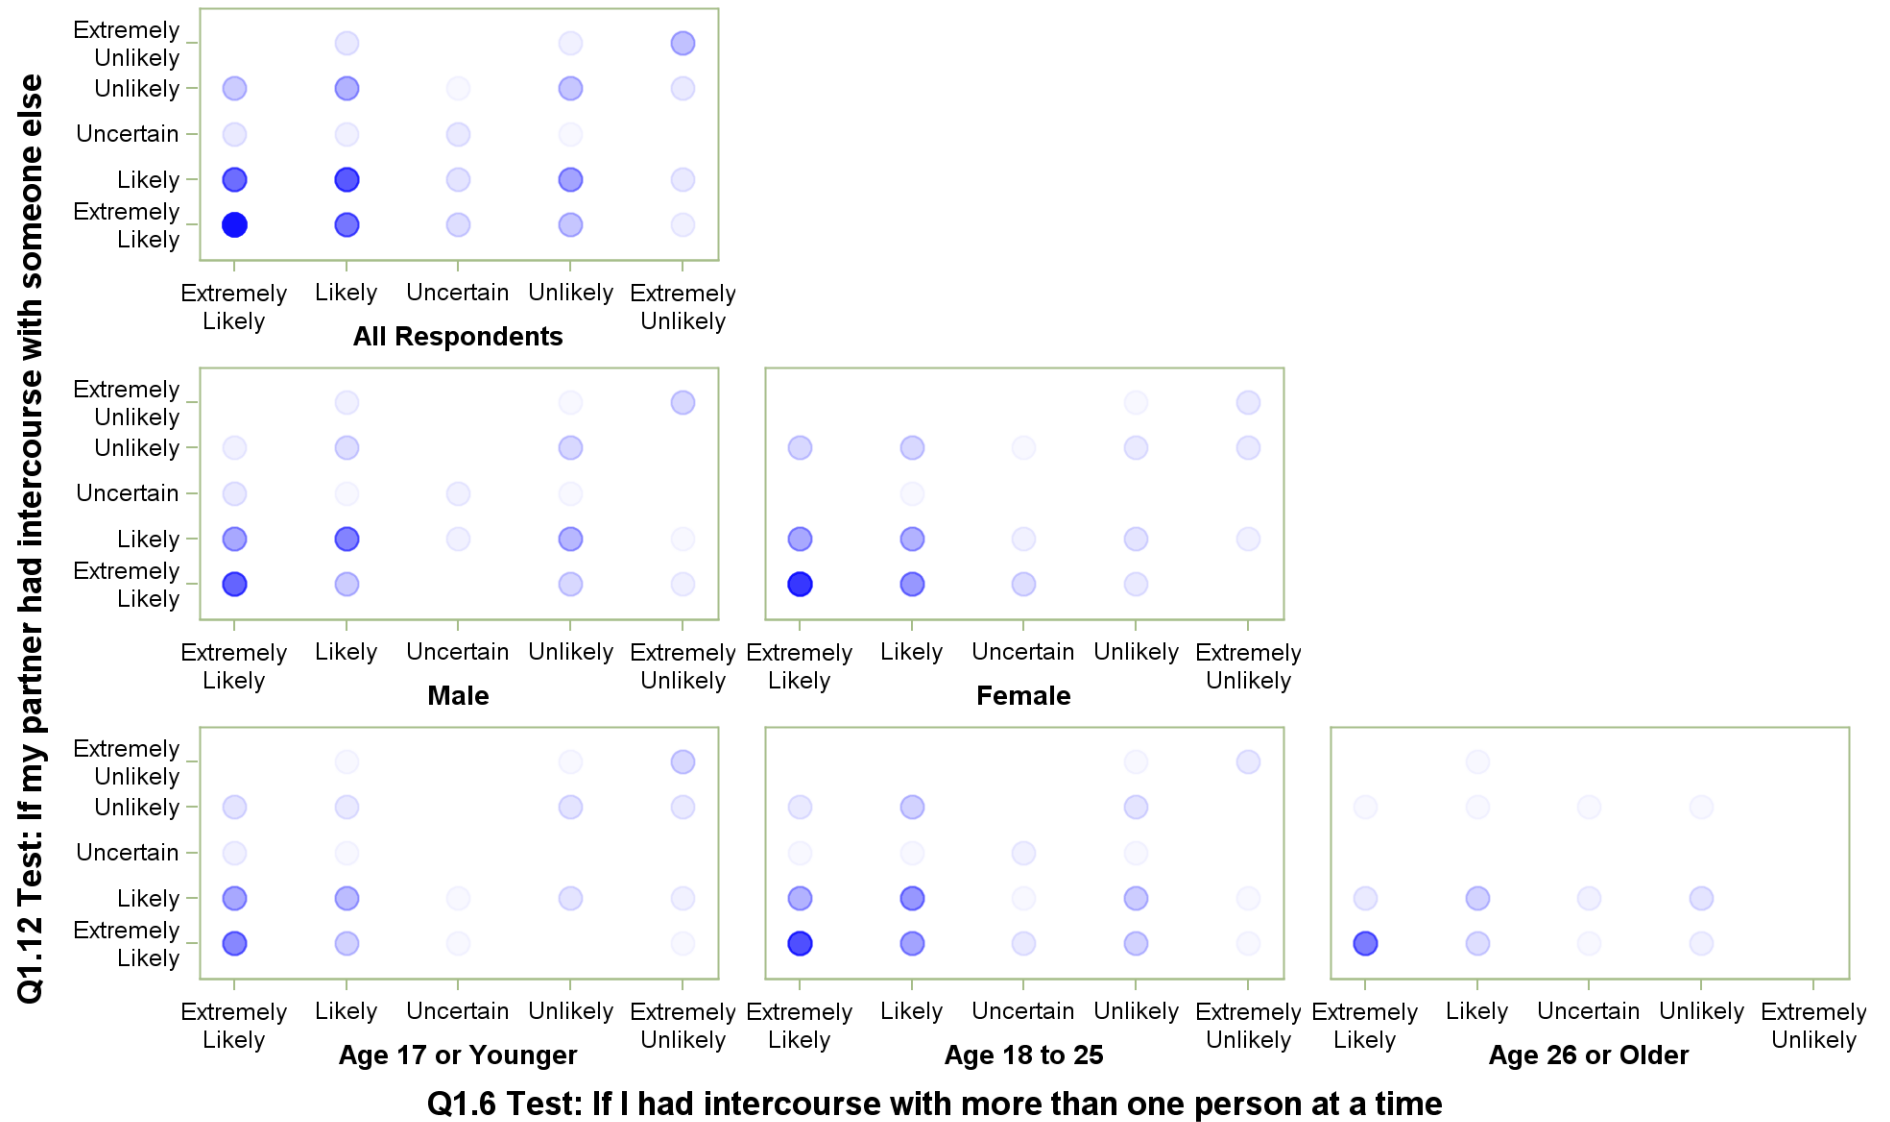 Q1.12 Test: If my partner had intercourse with someone else
Extremely
Unlikely
Unlikely
Uncertain
Likely
Extremely
Likely
Extremely
Likely
Likely
Uncertain
Unlikely
Extremely
Unlikely
All Respondents
Extremely
Unlikely
Unlikely
Uncertain
Likely
Extremely
Likely
Extremely
Likely
Likely
Uncertain
Unlikely
Extremely
Unlikely
Male
Extremely
Likely
Likely
Uncertain
Unlikely
Extremely
Unlikely
Female
Extremely
Unlikely
Unlikely
Uncertain
Likely
Extremely
Likely
Extremely
Likely
Likely
Uncertain
Unlikely
Extremely
Unlikely
Age 17 or Younger
Extremely
Likely
Likely
Uncertain
Unlikely
Extremely
Unlikely
Age 18 to 25
Extremely
Likely
Likely
Uncertain
Unlikely
Extremely
Unlikely
Age 26 or Older
Q1.6 Test: If I had intercourse with more than one person at a time